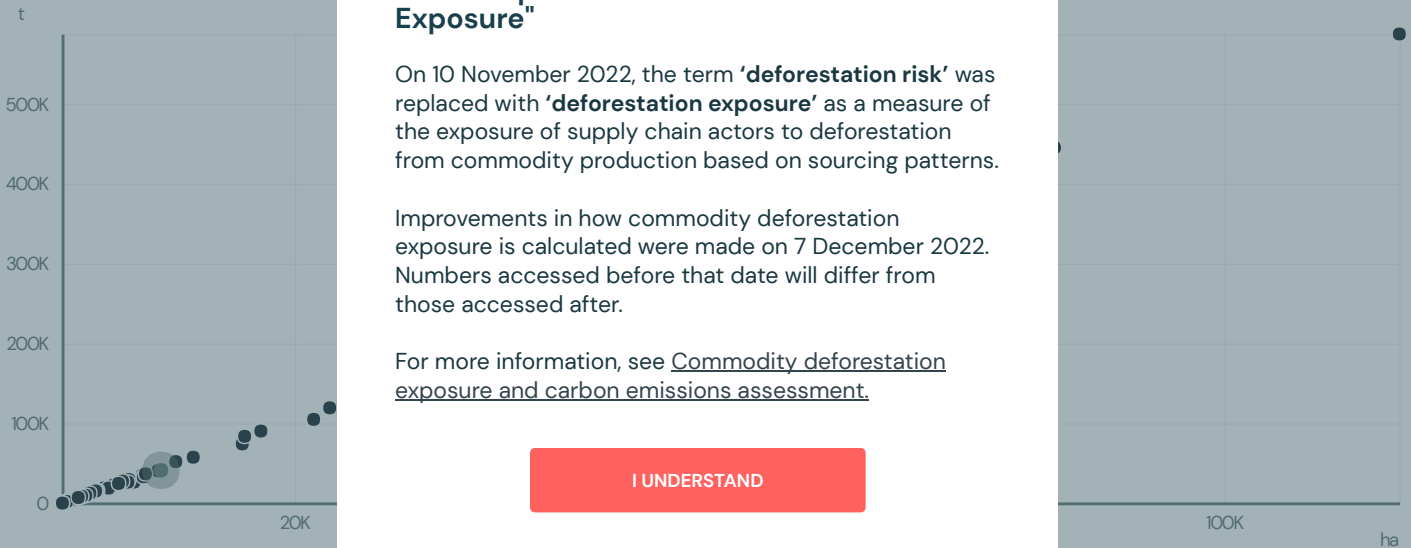 t
Exposure"
On 10 November 2022, the term ‘deforestation risk’ was
replaced with ‘deforestation exposure’ as a measure of
the exposure of supply chain actors to deforestation
from commodity production based on sourcing patterns.
Improvements in how commodity deforestation
exposure is calculated were made on 7 December 2022.
Numbers accessed before that date will differ from
those accessed after.
For more information, see Commodity deforestation
exposure and carbon emissions assessment.
I UNDERSTAND
500K
400K
300K
200K
100K
0
20K
100K
ha